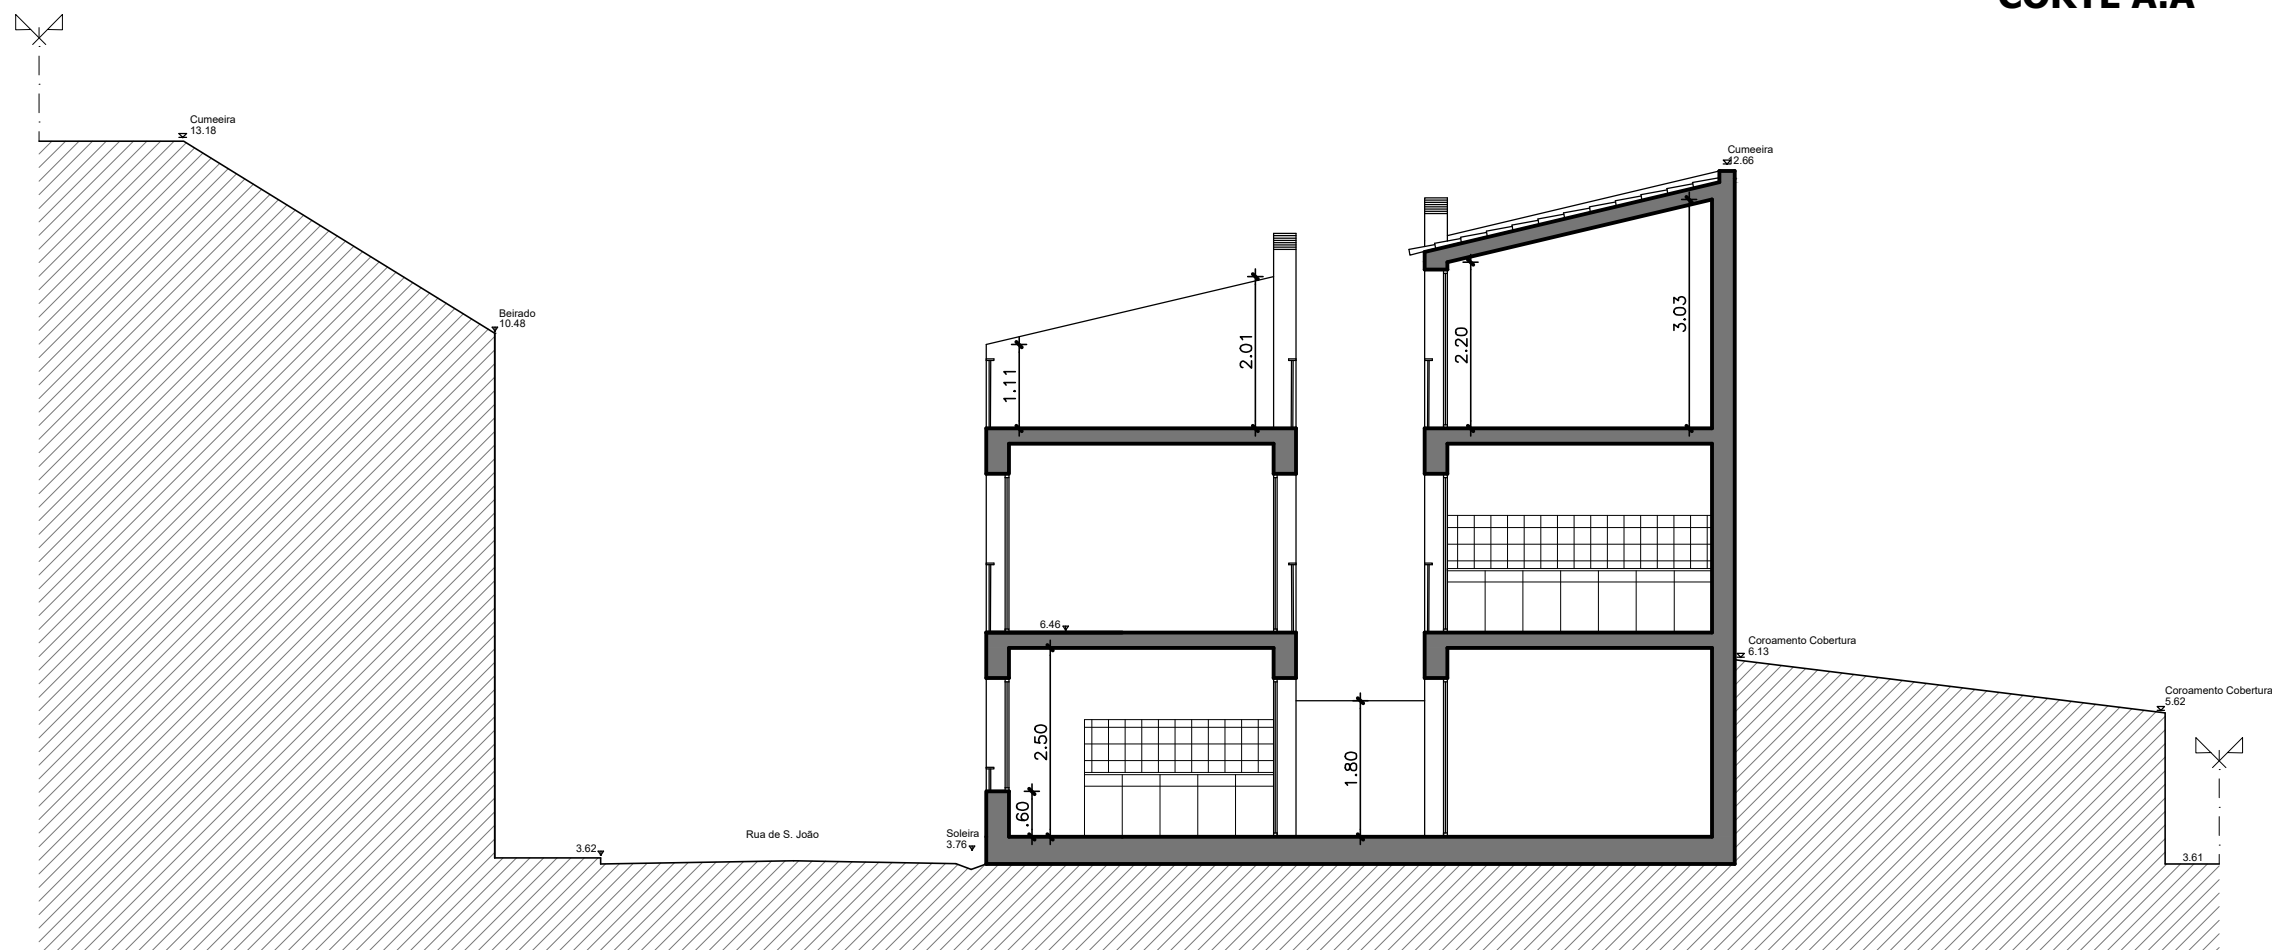 CORTE A.A'
Cumeeira
13.18
Cumeeira
12.66
Beirado
10.48
1.11
2.01
2.20
3.03
6.46
Coroamento Cobertura
6.13
Coroamento Cobertura
5.62
2.50
1.80
.60
Rua de S. João
Soleira
3.76
3.62
3.61